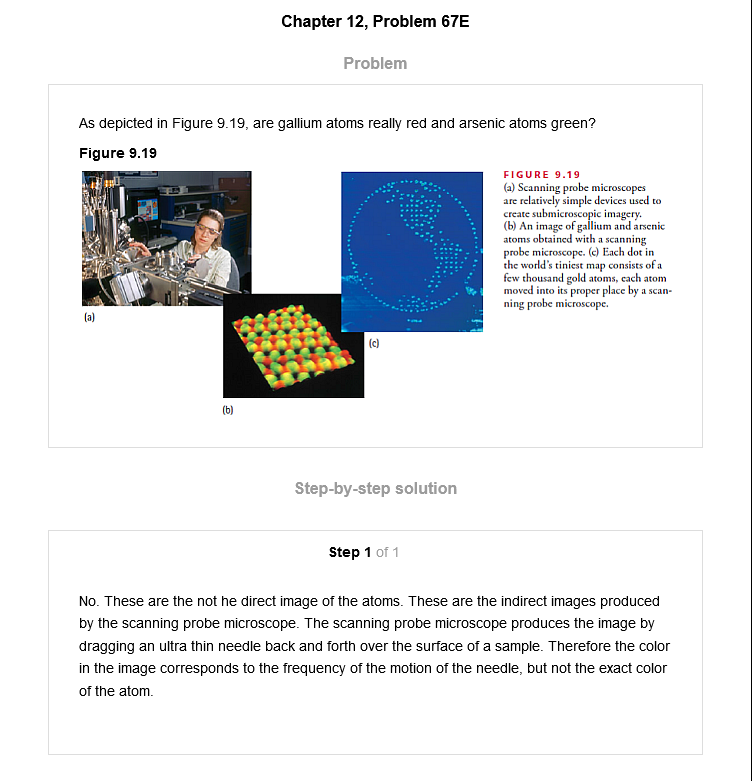 Chapter 12, Problem 67E
Problem
As depicted in Figure 9.19, are gallium atoms really red and arsenic atoms green?
Figure 9.19
FIGURE 9.19
(a) Scanning probe microscopes
are relatively simple devices used to
create submicroscopic imagery.
(b) An image of gallium and arsenic
atoms obtained with a scanning
probe microscope. (c) Each dot in
the world's tiniest map consists of a
few thousand gold atoms, each atom
moved into its proper place by a scan-
ning probe microscope.
(a)
(c)
(b)
Step-by-step solution
Step 1 of 1
No. These are the not he direct image of the atoms. These are the indirect images produced
by the scanning probe microscope. The scanning probe microscope produces the image by
dragging an ultra thin needle back and forth over the surface of a sample. Therefore the color
in the image corresponds to the frequency of the motion of the needle, but not the exact color
of the atom.